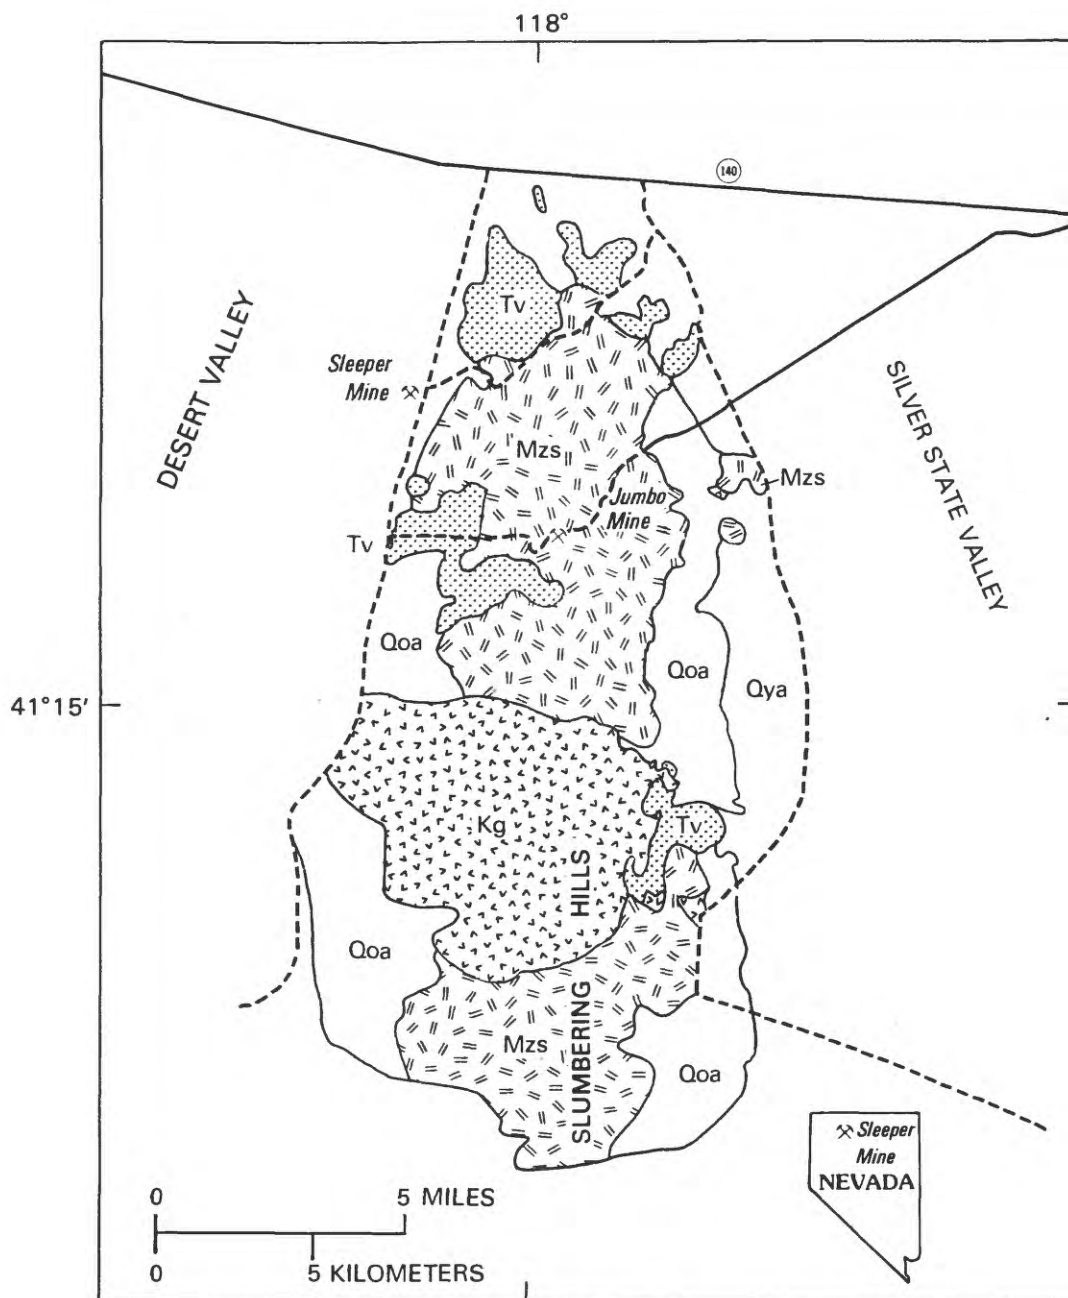 118°
140
Tv
DESERT VALLEY
Sleeper
Mine
SILVER STATE VALLEY
Mzs
Mzs
Jumbo
Mine
Tv
Qoa
Qoa
Qya
41°15'
Kg
Tv
SLUMBERING HILLS
Qoa
Mzs
Qoa
Sleeper
Mine
NEVADA
0
5 MILES
0
5 KILOMETERS